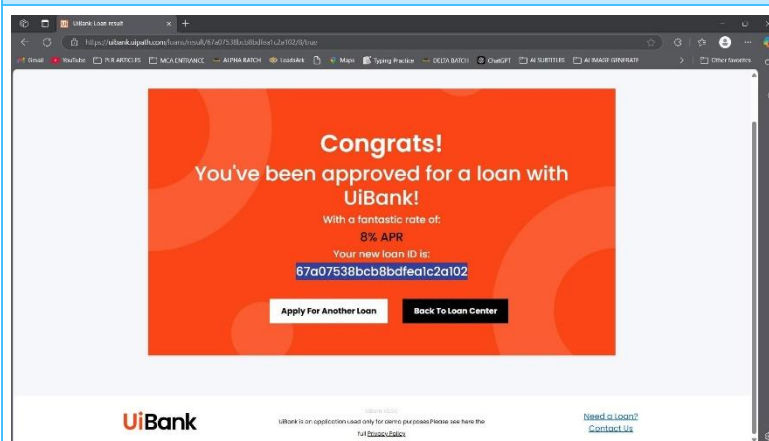 UiBank Loan result
https://uibank.uipath.com/loans/result/67a07538bcb8bdfea1c2a102/8/true
Gmail YouTube PLR ARTICLES MCA ENTERANCE ALPHA BATCH LeadsArk Maps Typing Practice DELTA BATCH ChatGPT AI SUBTITLES AI IMAGE GENERATE Other favorites
Congrats!
You've been approved for a loan with
UiBank!
With a fantastic rate of:
8% APR
Your new loan ID is:
67a07538bcb8bdfea1c2a102
Apply For Another Loan Back To Loan Center
UiBank
UiBank is an application used only for demo purposes.Please see here the
full Privacy Policy
Need a Loan?
Contact Us